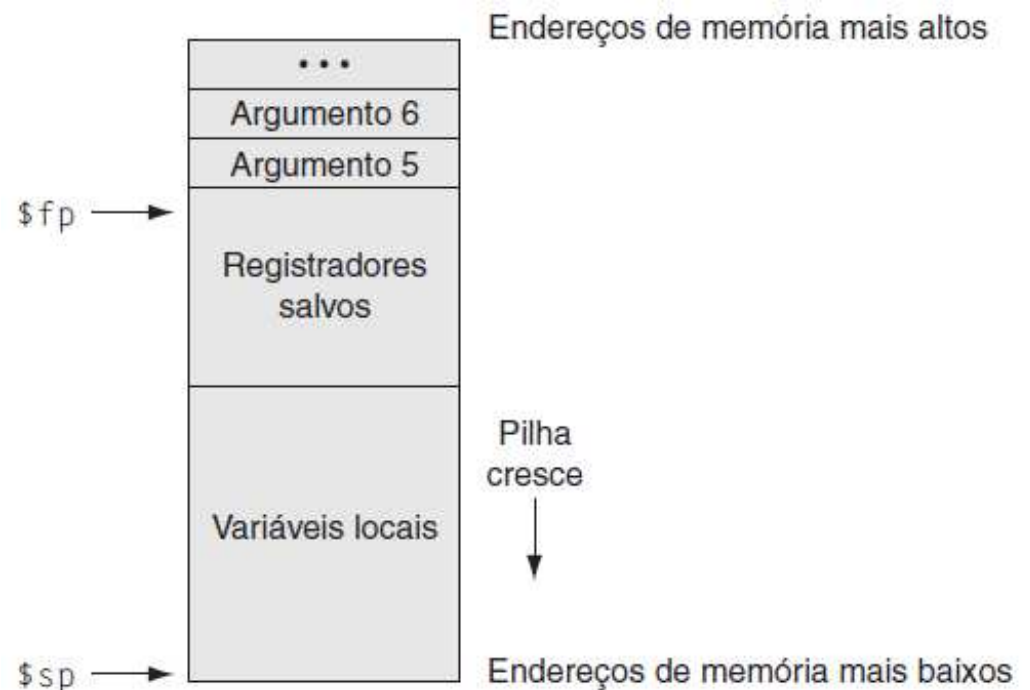 Endereços de memória mais altos
•••
Argumento 6
Argumento 5
$fp
Registradores
salvos
Pilha
cresce
Variáveis locais
$sp
Endereços de memória mais baixos